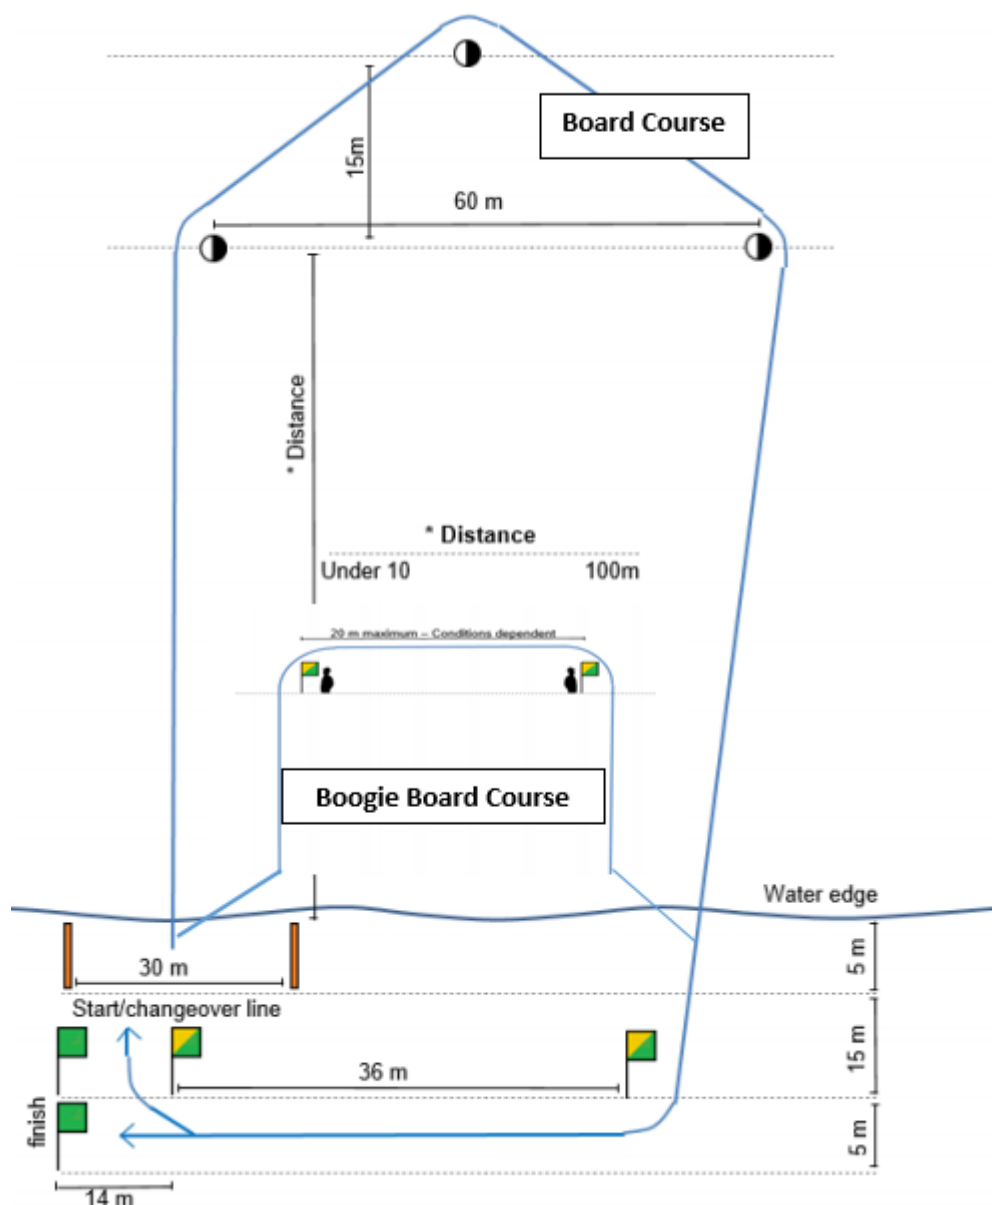 Board Course
15m
60 m
* Distance
* Distance
Under 10 100m
20 m maximum – Conditions dependent
Boogie Board Course
Water edge
30 m
5 m
Start/changeover line
36 m
15 m
finish
5 m
14 m